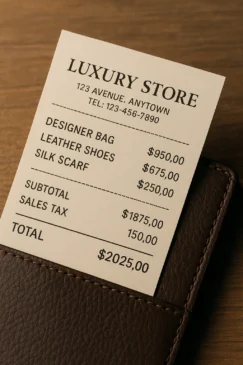 LUXURY STORE
123 AVENUE, ANYTOWN
TEL: 123-456-7890
DESIGNER BAG $950,00
LEATHER SHOES $675,00
SILK SCARF $250,00
SUBTOTAL $1875,00
SALES TAX 150,00
TOTAL $2025,00